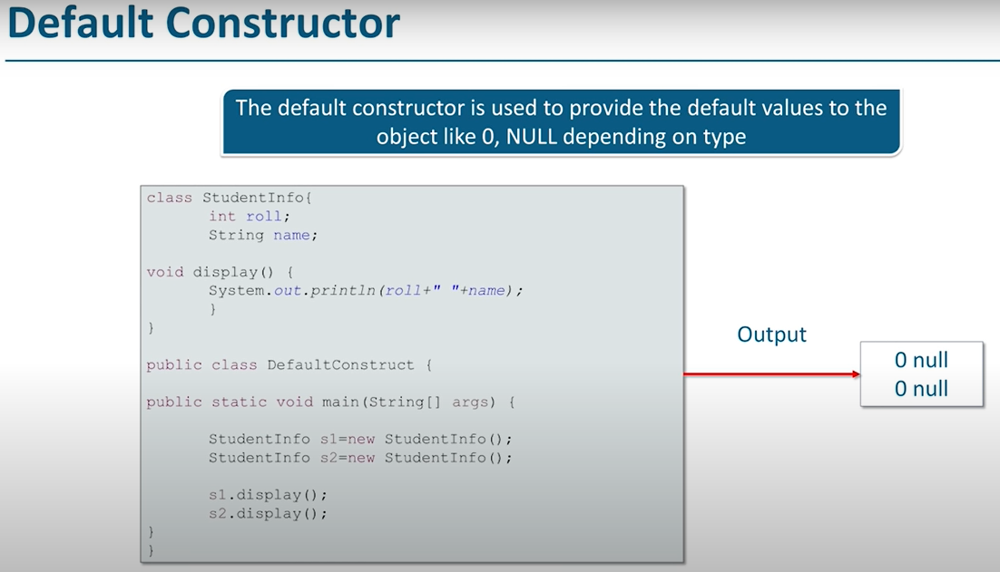 Default Constructor
The default constructor is used to provide the default values to the
object like 0, NULL depending on type
class StudentInfo{
int roll;
String name;
void display() {
System.out.println(roll+" "+name);
}
}
public class DefaultConstruct {
public static void main(String[] args) {
StudentInfo s1=new StudentInfo();
StudentInfo s2=new StudentInfo();
s1.display();
s2.display();
}
}
Output
0 null
0 null